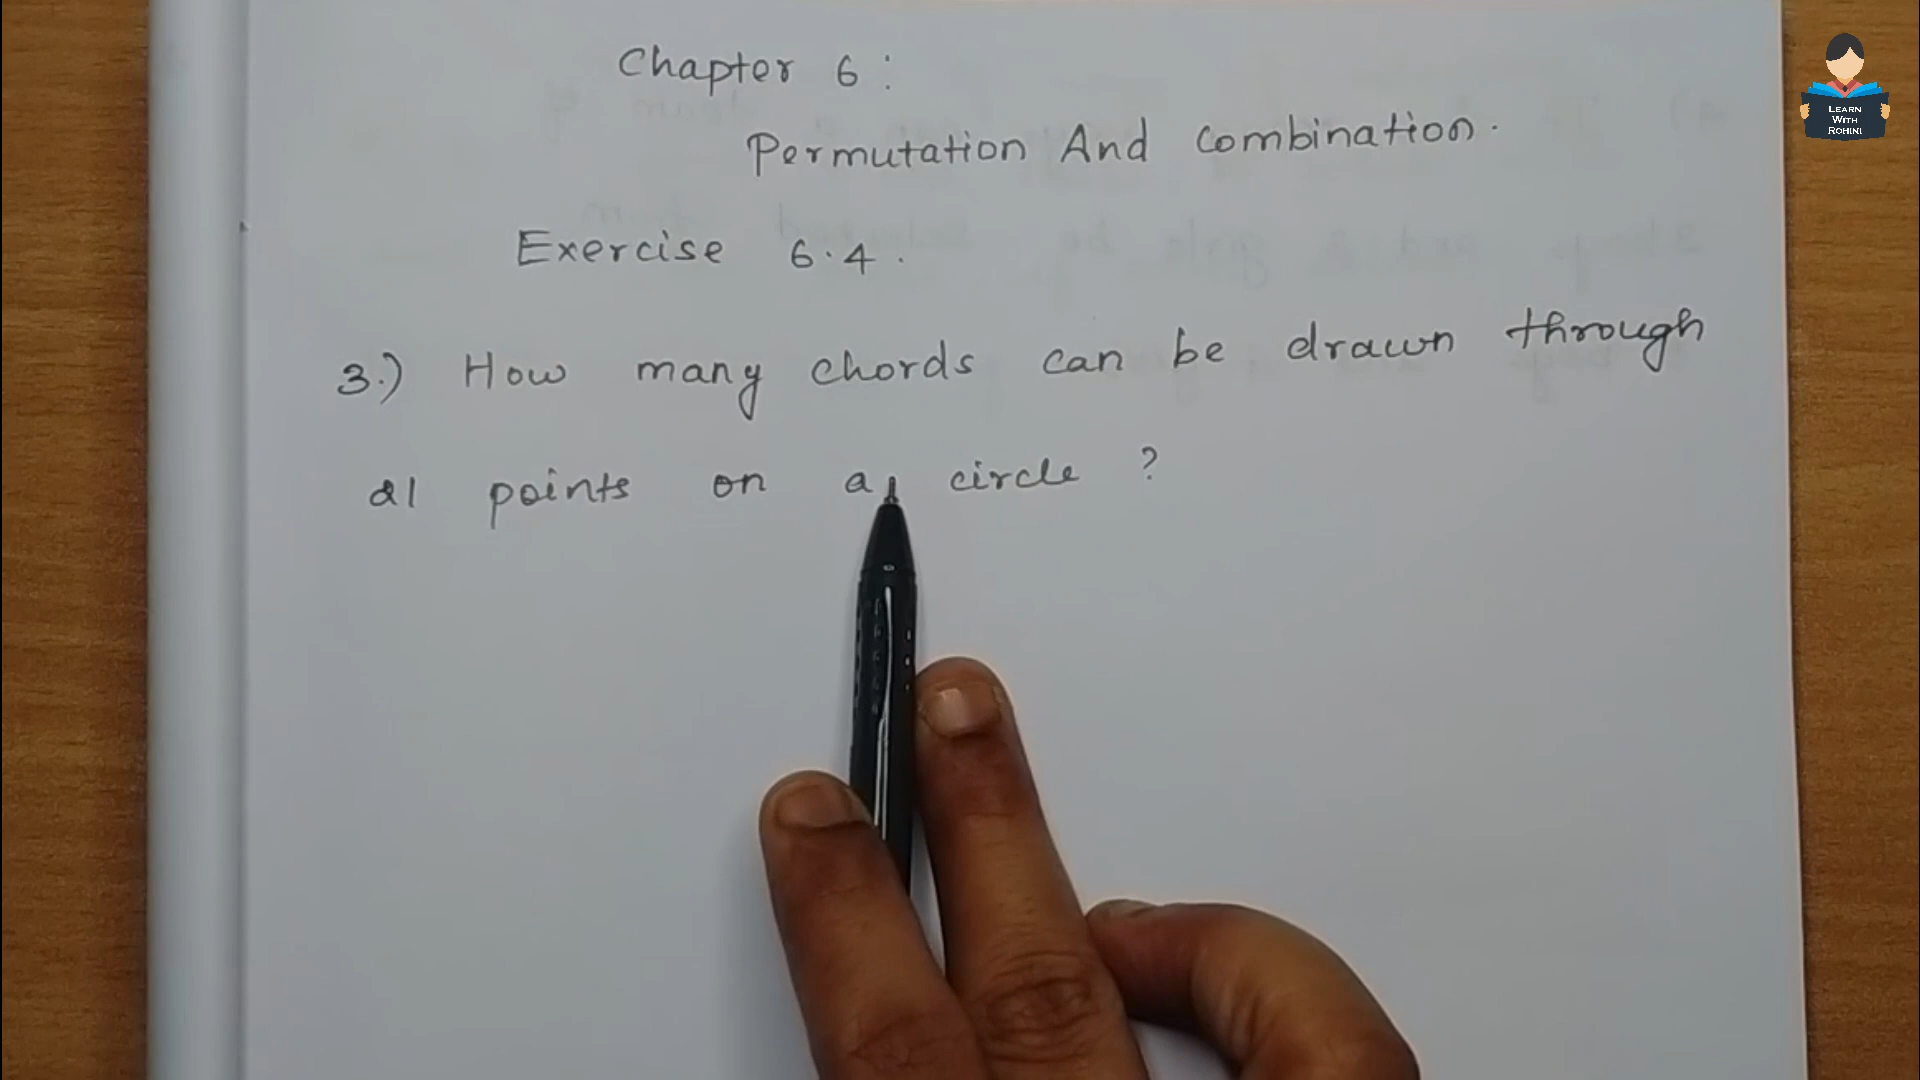 Chapter 6 :
Permutation And Combination.
Exercise 6.4.
3.) How many chords can be drawn through
21 points on a circle ?
LEARN
WITH
ROHINI